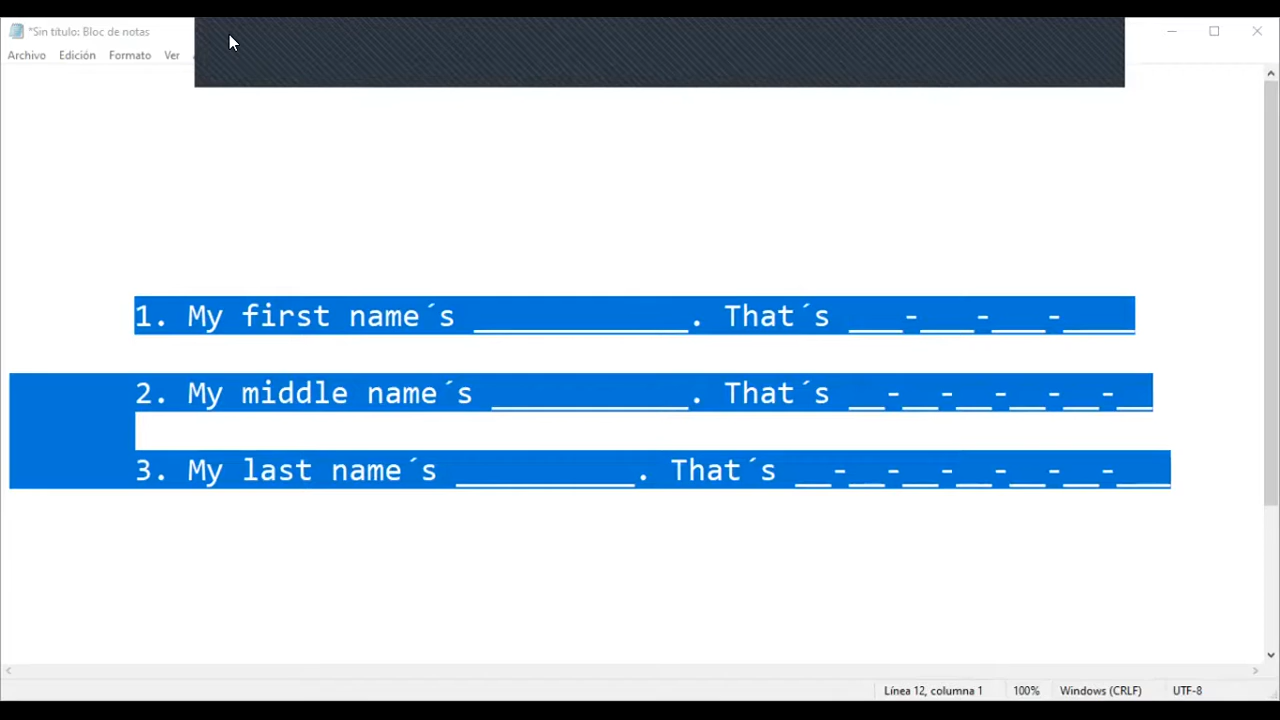 *Sin título: Bloc de notas
Archivo Edición Formato Ver
1. My first name´s ____________. That´s ___-___-___-____
2. My middle name´s ___________. That´s __-__-__-__-__-__
3. My last name´s __________. That´s __-__-__-__-__-__-___
Línea 12, columna 1 100% Windows (CRLF) UTF-8